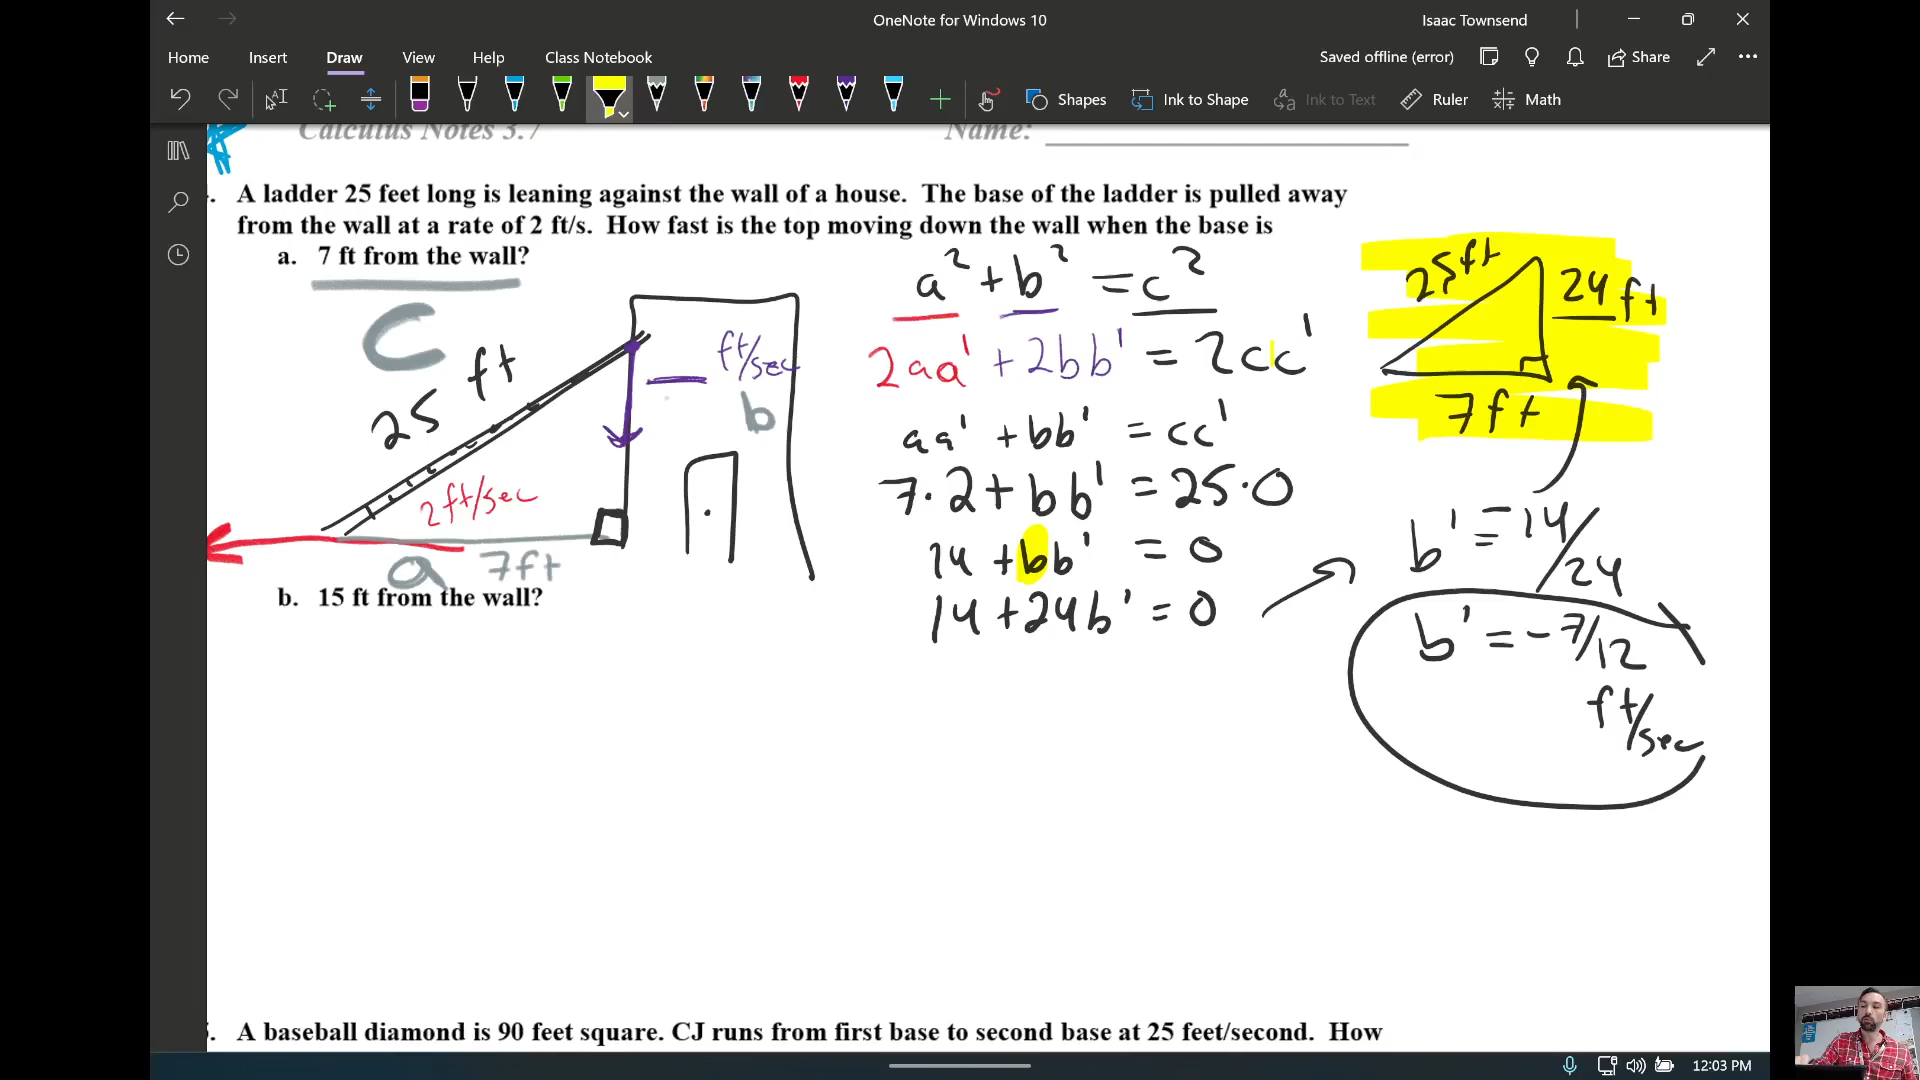 OneNote for Windows 10
Isaac Townsend
Home Insert Draw View Help Class Notebook
Saved offline (error) Share
Shapes Ink to Shape Ink to Text Ruler Math
Calculus Notes 3.7 Name:
A ladder 25 feet long is leaning against the wall of a house. The base of the ladder is pulled away
from the wall at a rate of 2 ft/s. How fast is the top moving down the wall when the base is
a. 7 ft from the wall?
c
25 ft
ft/sec
b
2ft/sec
a 7ft
a² + b² = c²
2aa' + 2bb' = 2cc'
aa' + bb' = cc'
7·2 + bb' = 25·0
14 + bb' = 0
14 + 24b' = 0
25ft
24 ft
7ft
b' = 14/24
b' = -7/12
ft/sec
b. 15 ft from the wall?
5. A baseball diamond is 90 feet square. CJ runs from first base to second base at 25 feet/second. How
12:03 PM